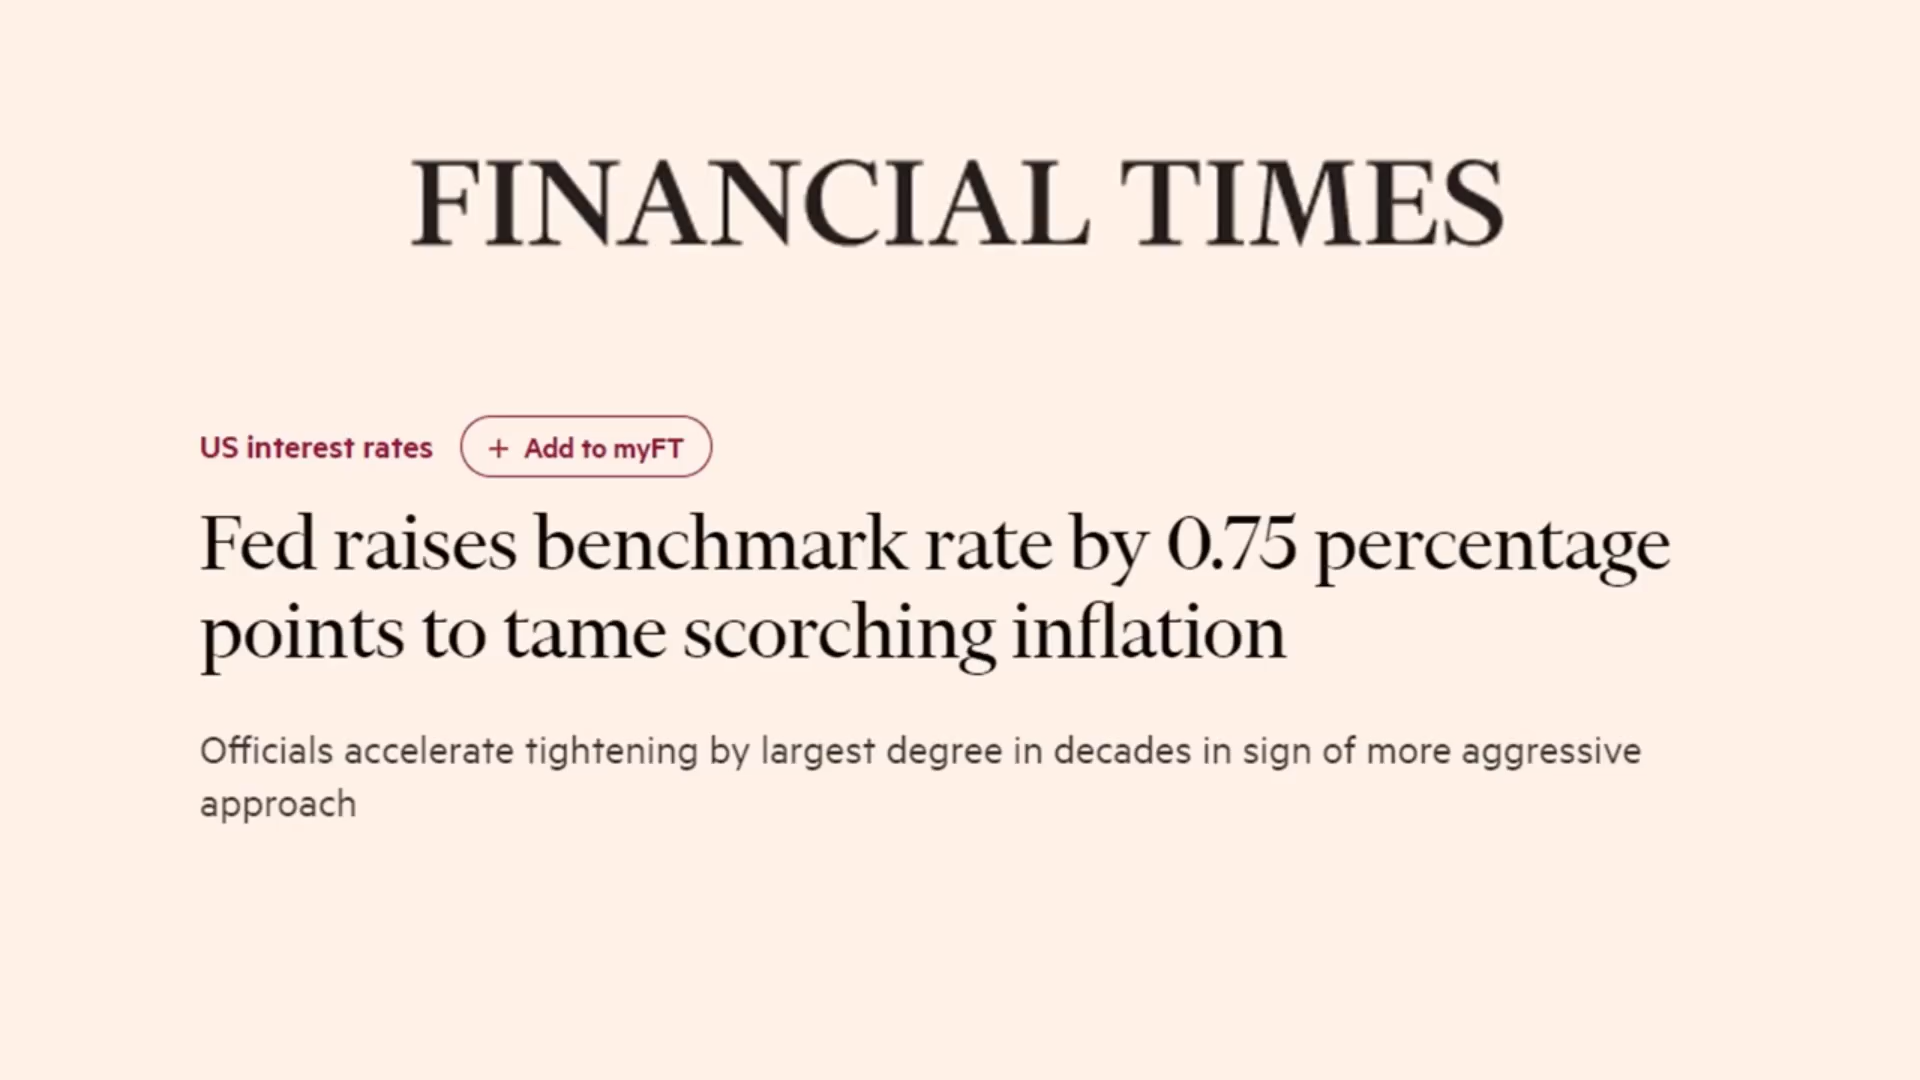 FINANCIAL TIMES
US interest rates
+ Add to myFT
Fed raises benchmark rate by 0.75 percentage
points to tame scorching inflation
Officials accelerate tightening by largest degree in decades in sign of more aggressive
approach